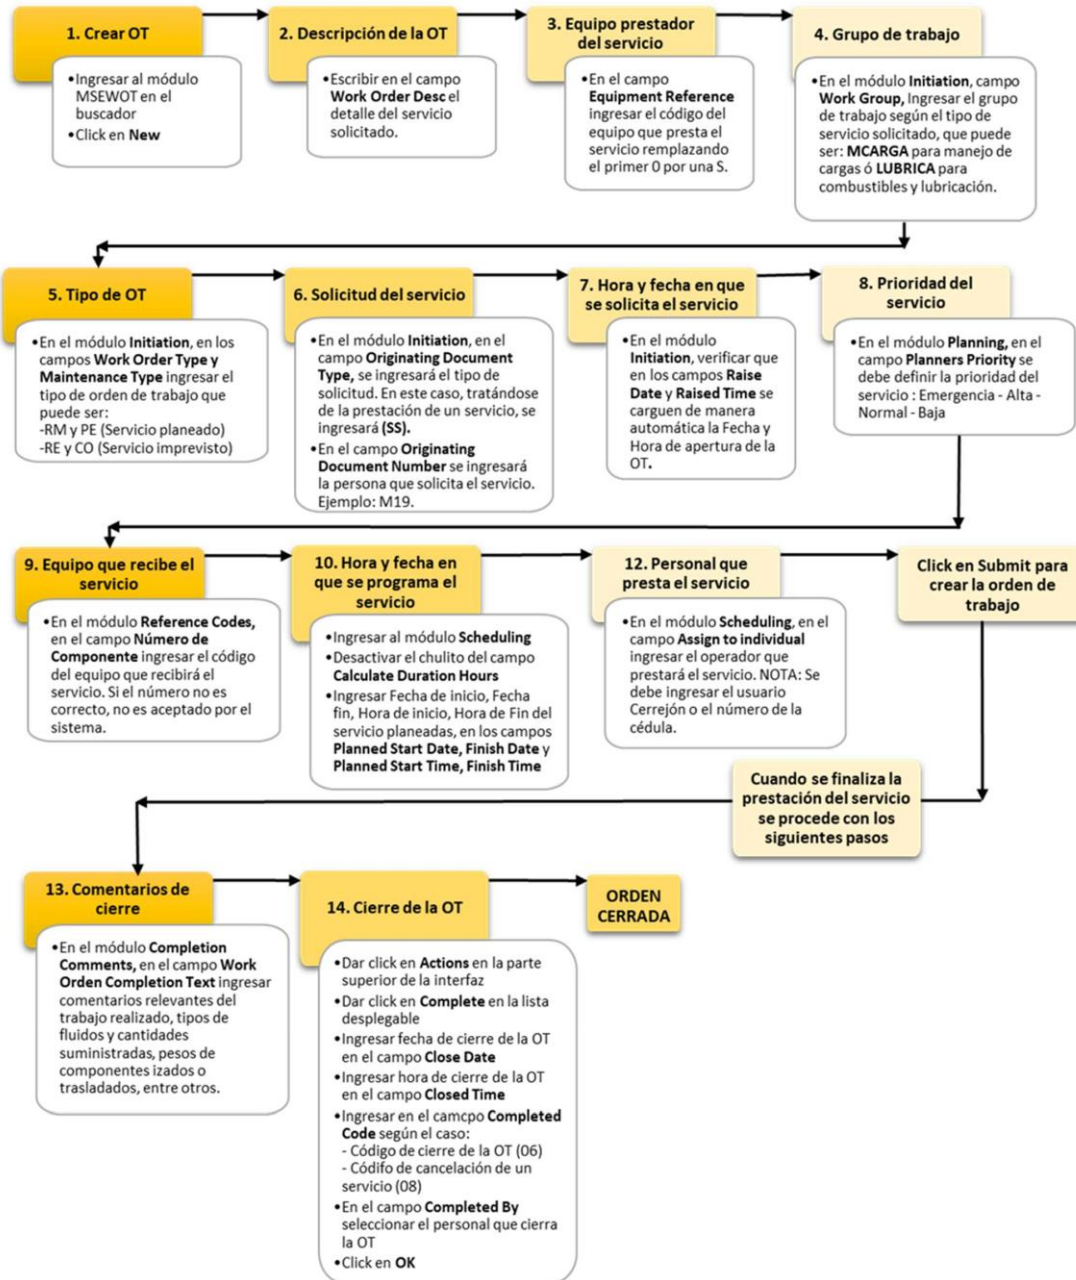 1. Crear OT
•Ingresar al módulo
MSEWOT en el
buscador
•Click en New
2. Descripción de la OT
•Escribir en el campo
Work Order Desc el
detalle del servicio
solicitado.
3. Equipo prestador
del servicio
•En el campo
Equipment Reference
ingresar el código del
equipo que presta el
servicio remplazando
el primer 0 por una S.
4. Grupo de trabajo
•En el módulo Initiation, campo
Work Group, Ingresar el grupo
de trabajo según el tipo de
servicio solicitado, que puede
ser: MCARGA para manejo de
cargas ó LUBRICA para
combustibles y lubricación.
5. Tipo de OT
•En el módulo Initiation, en los
campos Work Order Type y
Maintenance Type ingresar el
tipo de orden de trabajo que
puede ser:
-RM y PE (Servicio planeado)
-RE y CO (Servicio imprevisto)
6. Solicitud del servicio
•En el módulo Initiation, en el
campo Originating Document
Type, se ingresará el tipo de
solicitud. En este caso, tratándose
de la prestación de un servicio, se
ingresará (SS).
•En el campo Originating
Document Number se ingresará
la persona que solicita el servicio.
Ejemplo: M19.
7. Hora y fecha en que
se solicita el servicio
•En el módulo
Initiation, verificar que
en los campos Raise
Date y Raised Time se
carguen de manera
automática la Fecha y
Hora de apertura de la
OT.
8. Prioridad del
servicio
•En el módulo Planning, en el
campo Planners Priority se
debe definir la prioridad del
servicio : Emergencia - Alta -
Normal - Baja
9. Equipo que recibe el
servicio
•En el módulo Reference Codes,
en el campo Número de
Componente ingresar el código
del equipo que recibirá el
servicio. Si el número no es
correcto, no es aceptado por el
sistema.
10. Hora y fecha en
que se programa el
servicio
•Ingresar al módulo Scheduling
•Desactivar el chulito del campo
Calculate Duration Hours
•Ingresar Fecha de inicio, Fecha
fin, Hora de inicio, Hora de Fin del
servicio planeadas, en los campos
Planned Start Date, Finish Date y
Planned Start Time, Finish Time
12. Personal que
presta el servicio
•En el módulo Scheduling, en el
campo Assign to individual
ingresar el operador que
prestará el servicio. NOTA: Se
debe ingresar el usuario
Cerrejón o el número de la
cédula.
Click en Submit para
crear la orden de
trabajo
Cuando se finaliza la
prestación del servicio
se procede con los
siguientes pasos
13. Comentarios de
cierre
•En el módulo Completion
Comments, en el campo Work
Orden Completion Text ingresar
comentarios relevantes del
trabajo realizado, tipos de
fluidos y cantidades
suministradas, pesos de
componentes izados o
trasladados, entre otros.
14. Cierre de la OT
•Dar click en Actions en la parte
superior de la interfaz
•Dar click en Complete en la lista
desplegable
•Ingresar fecha de cierre de la OT
en el campo Close Date
•Ingresar hora de cierre de la OT
en el campo Closed Time
•Ingresar en el camcpo Completed
Code según el caso:
- Código de cierre de la OT (06)
- Códifo de cancelación de un
servicio (08)
•En el campo Completed By
seleccionar el personal que cierra
la OT
•Click en OK
ORDEN
CERRADA